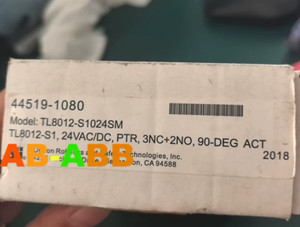 44519-1080
Model: TL8012-S1024SM
TL8012-S1, 24VAC/DC, PTR, 3NC+2NO, 90-DEG ACT
Technologies, Inc.
2018
CA 94588
AB-ABB